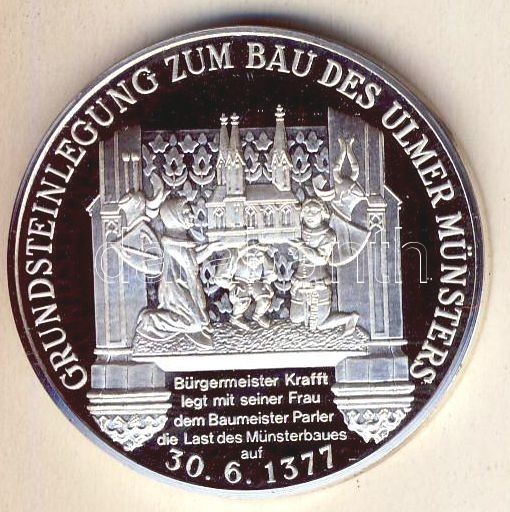 GRUNDSTEINLEGUNG ZUM BAU DES ULMER MÜNSTERS
Bürgermeister Krafft
legt mit seiner Frau
dem Baumeister Parler
die Last des Münsterbaues
auf
30. 6. 1377